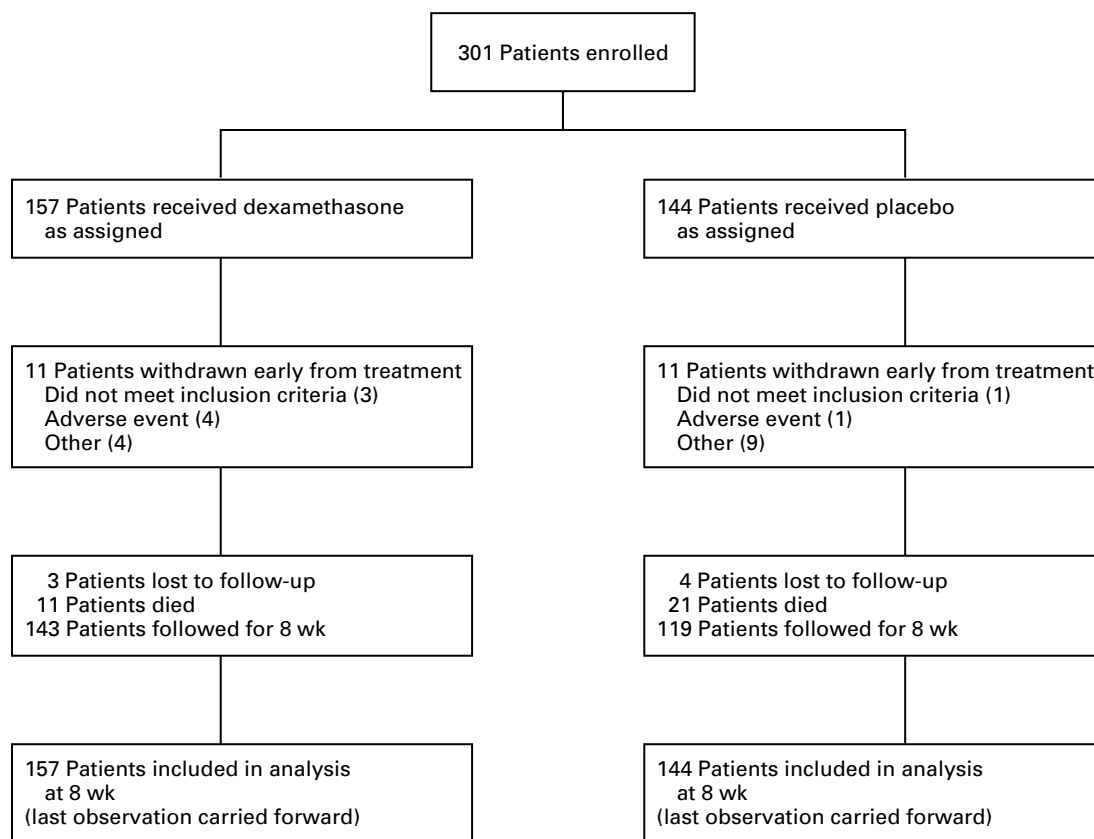 301 Patients enrolled
157 Patients received dexamethasone
as assigned
144 Patients received placebo
as assigned
11 Patients withdrawn early from treatment
Did not meet inclusion criteria (3)
Adverse event (4)
Other (4)
11 Patients withdrawn early from treatment
Did not meet inclusion criteria (1)
Adverse event (1)
Other (9)
3 Patients lost to follow-up
11 Patients died
143 Patients followed for 8 wk
4 Patients lost to follow-up
21 Patients died
119 Patients followed for 8 wk
157 Patients included in analysis
at 8 wk
(last observation carried forward)
144 Patients included in analysis
at 8 wk
(last observation carried forward)